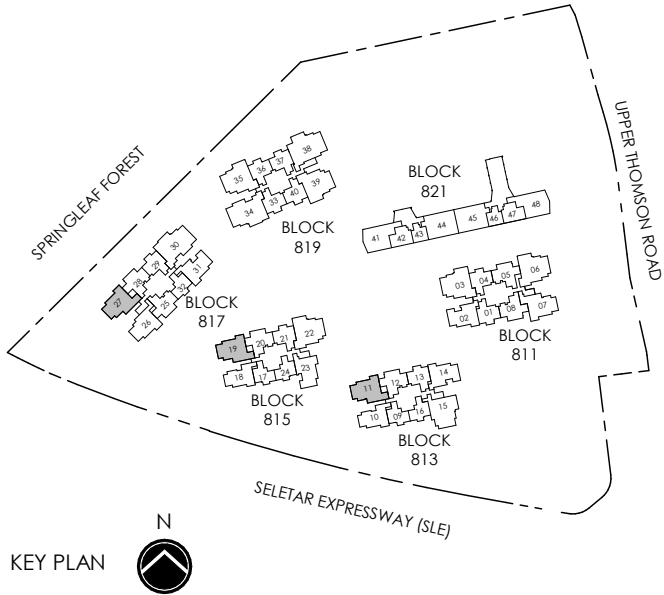 SPRINGLEAF FOREST
UPPER THOMSON ROAD
35 36 37 38
34 33 40 39
BLOCK
819
BLOCK
821
41 42 43 44 45 46 47 48
27 28 29 30
26 25 32 31
BLOCK
817
03 04 05 06
02 01 08 07
BLOCK
811
19 20 21 22
18 17 24 23
BLOCK
815
11 12 13 14
10 09 16 15
BLOCK
813
SELETAR EXPRESSWAY (SLE)
N
KEY PLAN